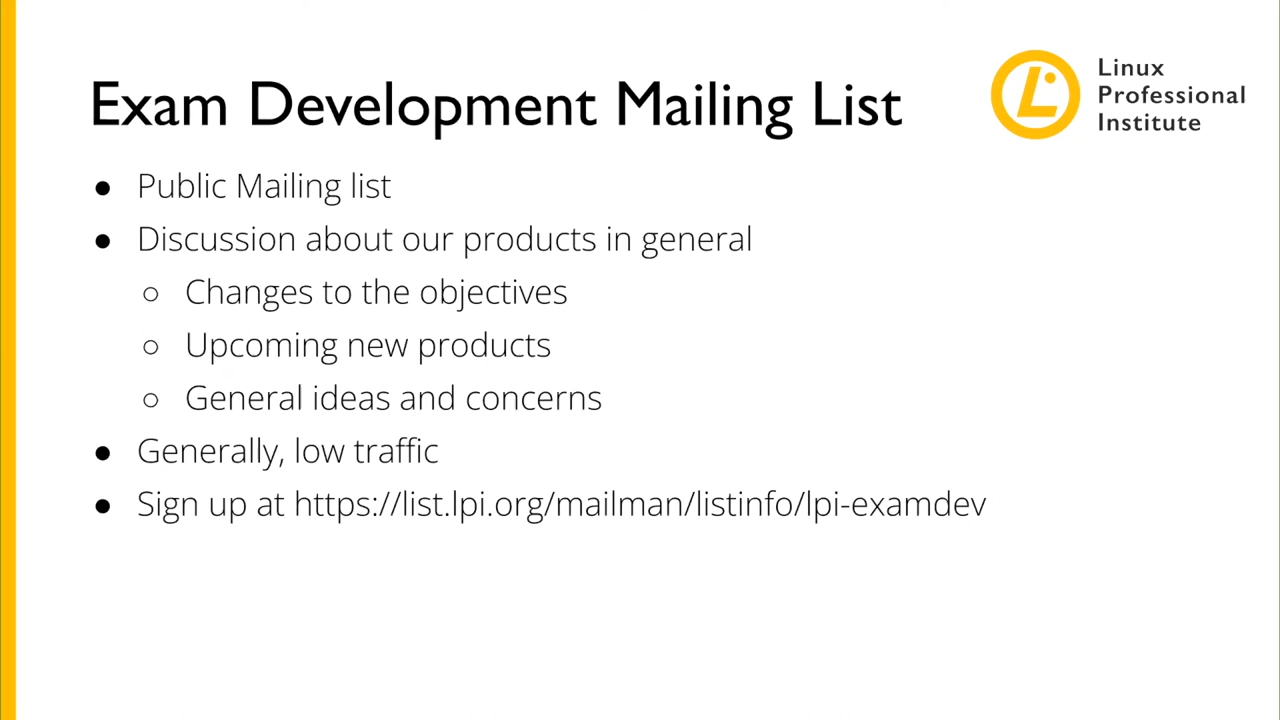 Exam Development Mailing List
Linux
Professional
Institute
● Public Mailing list
● Discussion about our products in general
○ Changes to the objectives
○ Upcoming new products
○ General ideas and concerns
● Generally, low traffic
● Sign up at https://list.lpi.org/mailman/listinfo/lpi-examdev